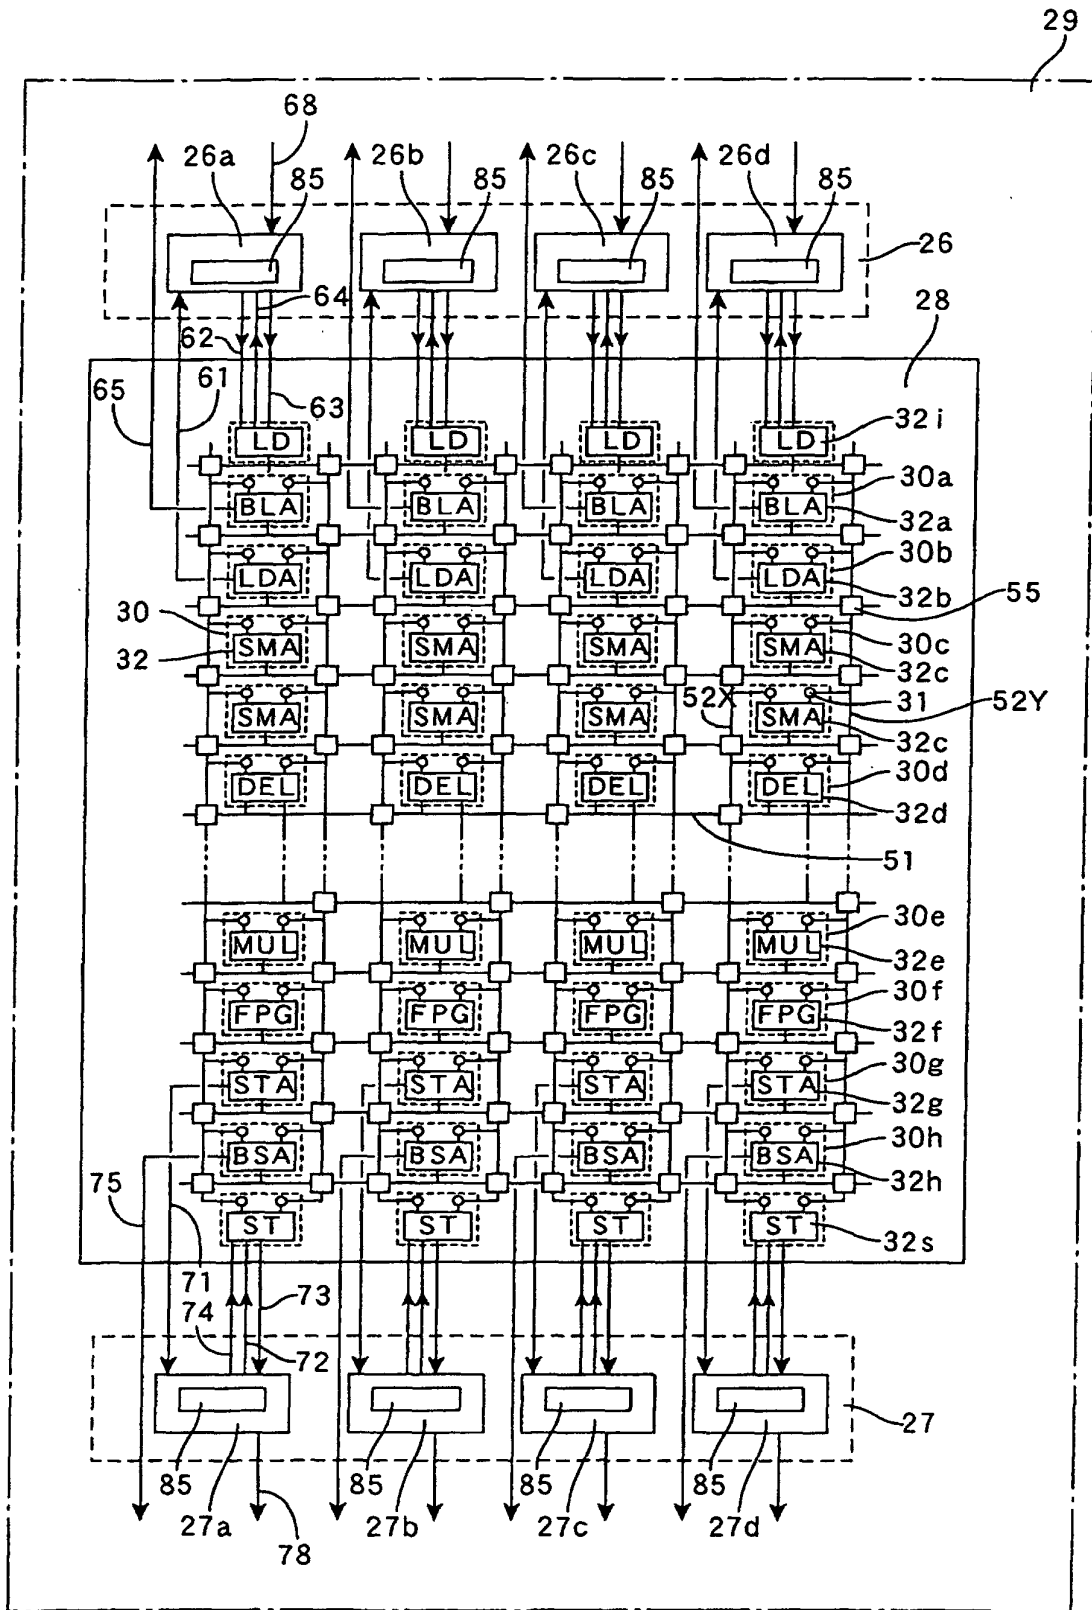 29
68
26a 26b 26c 26d
85 85 85 85
26
64
62
28
65 61 63
LD LD LD LD 32i
30a
BLA BLA BLA BLA 32a
30b
LDA LDA LDA LDA 32b 55
30 30c
32 SMA SMA SMA SMA 32c
52X 31 52Y
SMA SMA SMA SMA 32c
30d
DEL DEL DEL DEL 32d
51
30e
MUL MUL MUL MUL 32e
30f
FPG FPG FPG FPG 32f
30g
STA STA STA STA 32g
30h
BSA BSA BSA BSA 32h
75
ST ST ST ST 32s
71 73
74 72
27
85 85 85 85
27a 27b 27c 27d
78